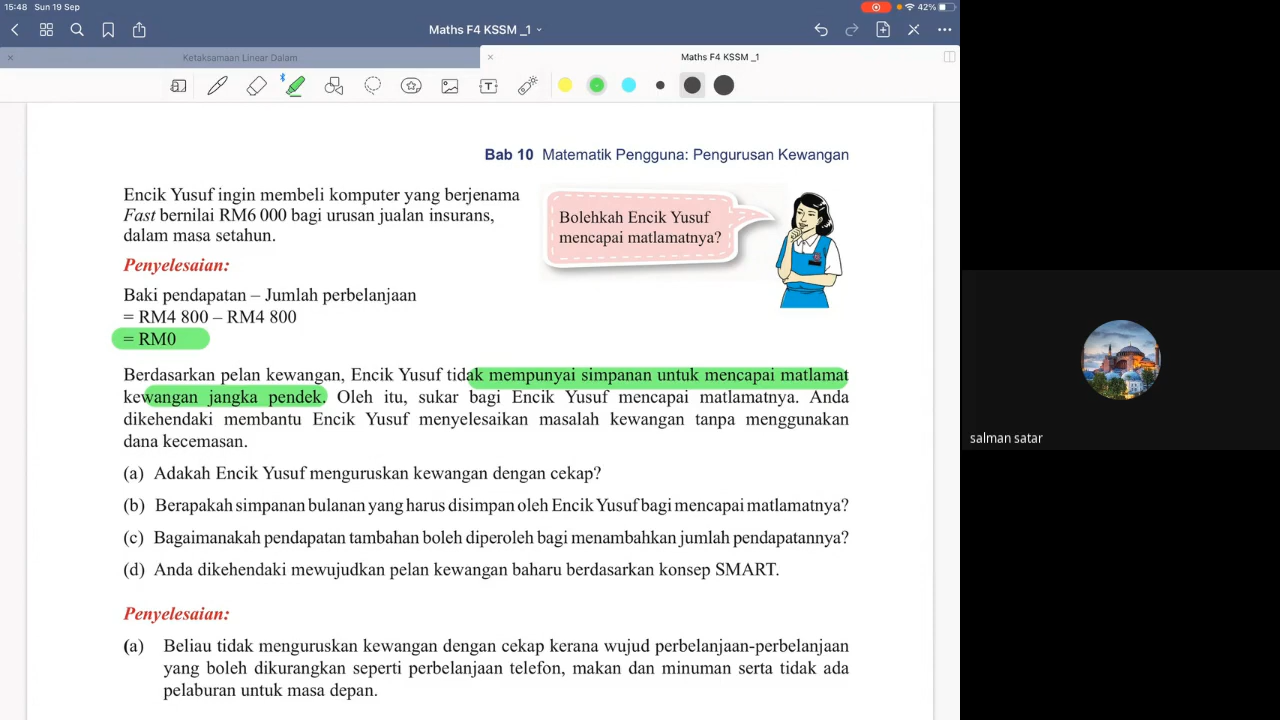 15:48 Sun 19 Sep
42%
Maths F4 KSSM _1
Ketaksamaan Linear Dalam
Maths F4 KSSM _1
Bab 10 Matematik Pengguna: Pengurusan Kewangan
Encik Yusuf ingin membeli komputer yang berjenama
Fast bernilai RM6 000 bagi urusan jualan insurans,
dalam masa setahun.
Bolehkah Encik Yusuf
mencapai matlamatnya?
Penyelesaian:
Baki pendapatan – Jumlah perbelanjaan
= RM4 800 – RM4 800
= RM0
Berdasarkan pelan kewangan, Encik Yusuf tidak mempunyai simpanan untuk mencapai matlamat
kewangan jangka pendek. Oleh itu, sukar bagi Encik Yusuf mencapai matlamatnya. Anda
dikehendaki membantu Encik Yusuf menyelesaikan masalah kewangan tanpa menggunakan
dana kecemasan.
(a) Adakah Encik Yusuf menguruskan kewangan dengan cekap?
(b) Berapakah simpanan bulanan yang harus disimpan oleh Encik Yusuf bagi mencapai matlamatnya?
(c) Bagaimanakah pendapatan tambahan boleh diperoleh bagi menambahkan jumlah pendapatannya?
(d) Anda dikehendaki mewujudkan pelan kewangan baharu berdasarkan konsep SMART.
Penyelesaian:
(a) Beliau tidak menguruskan kewangan dengan cekap kerana wujud perbelanjaan-perbelanjaan
yang boleh dikurangkan seperti perbelanjaan telefon, makan dan minuman serta tidak ada
pelaburan untuk masa depan.
salman satar